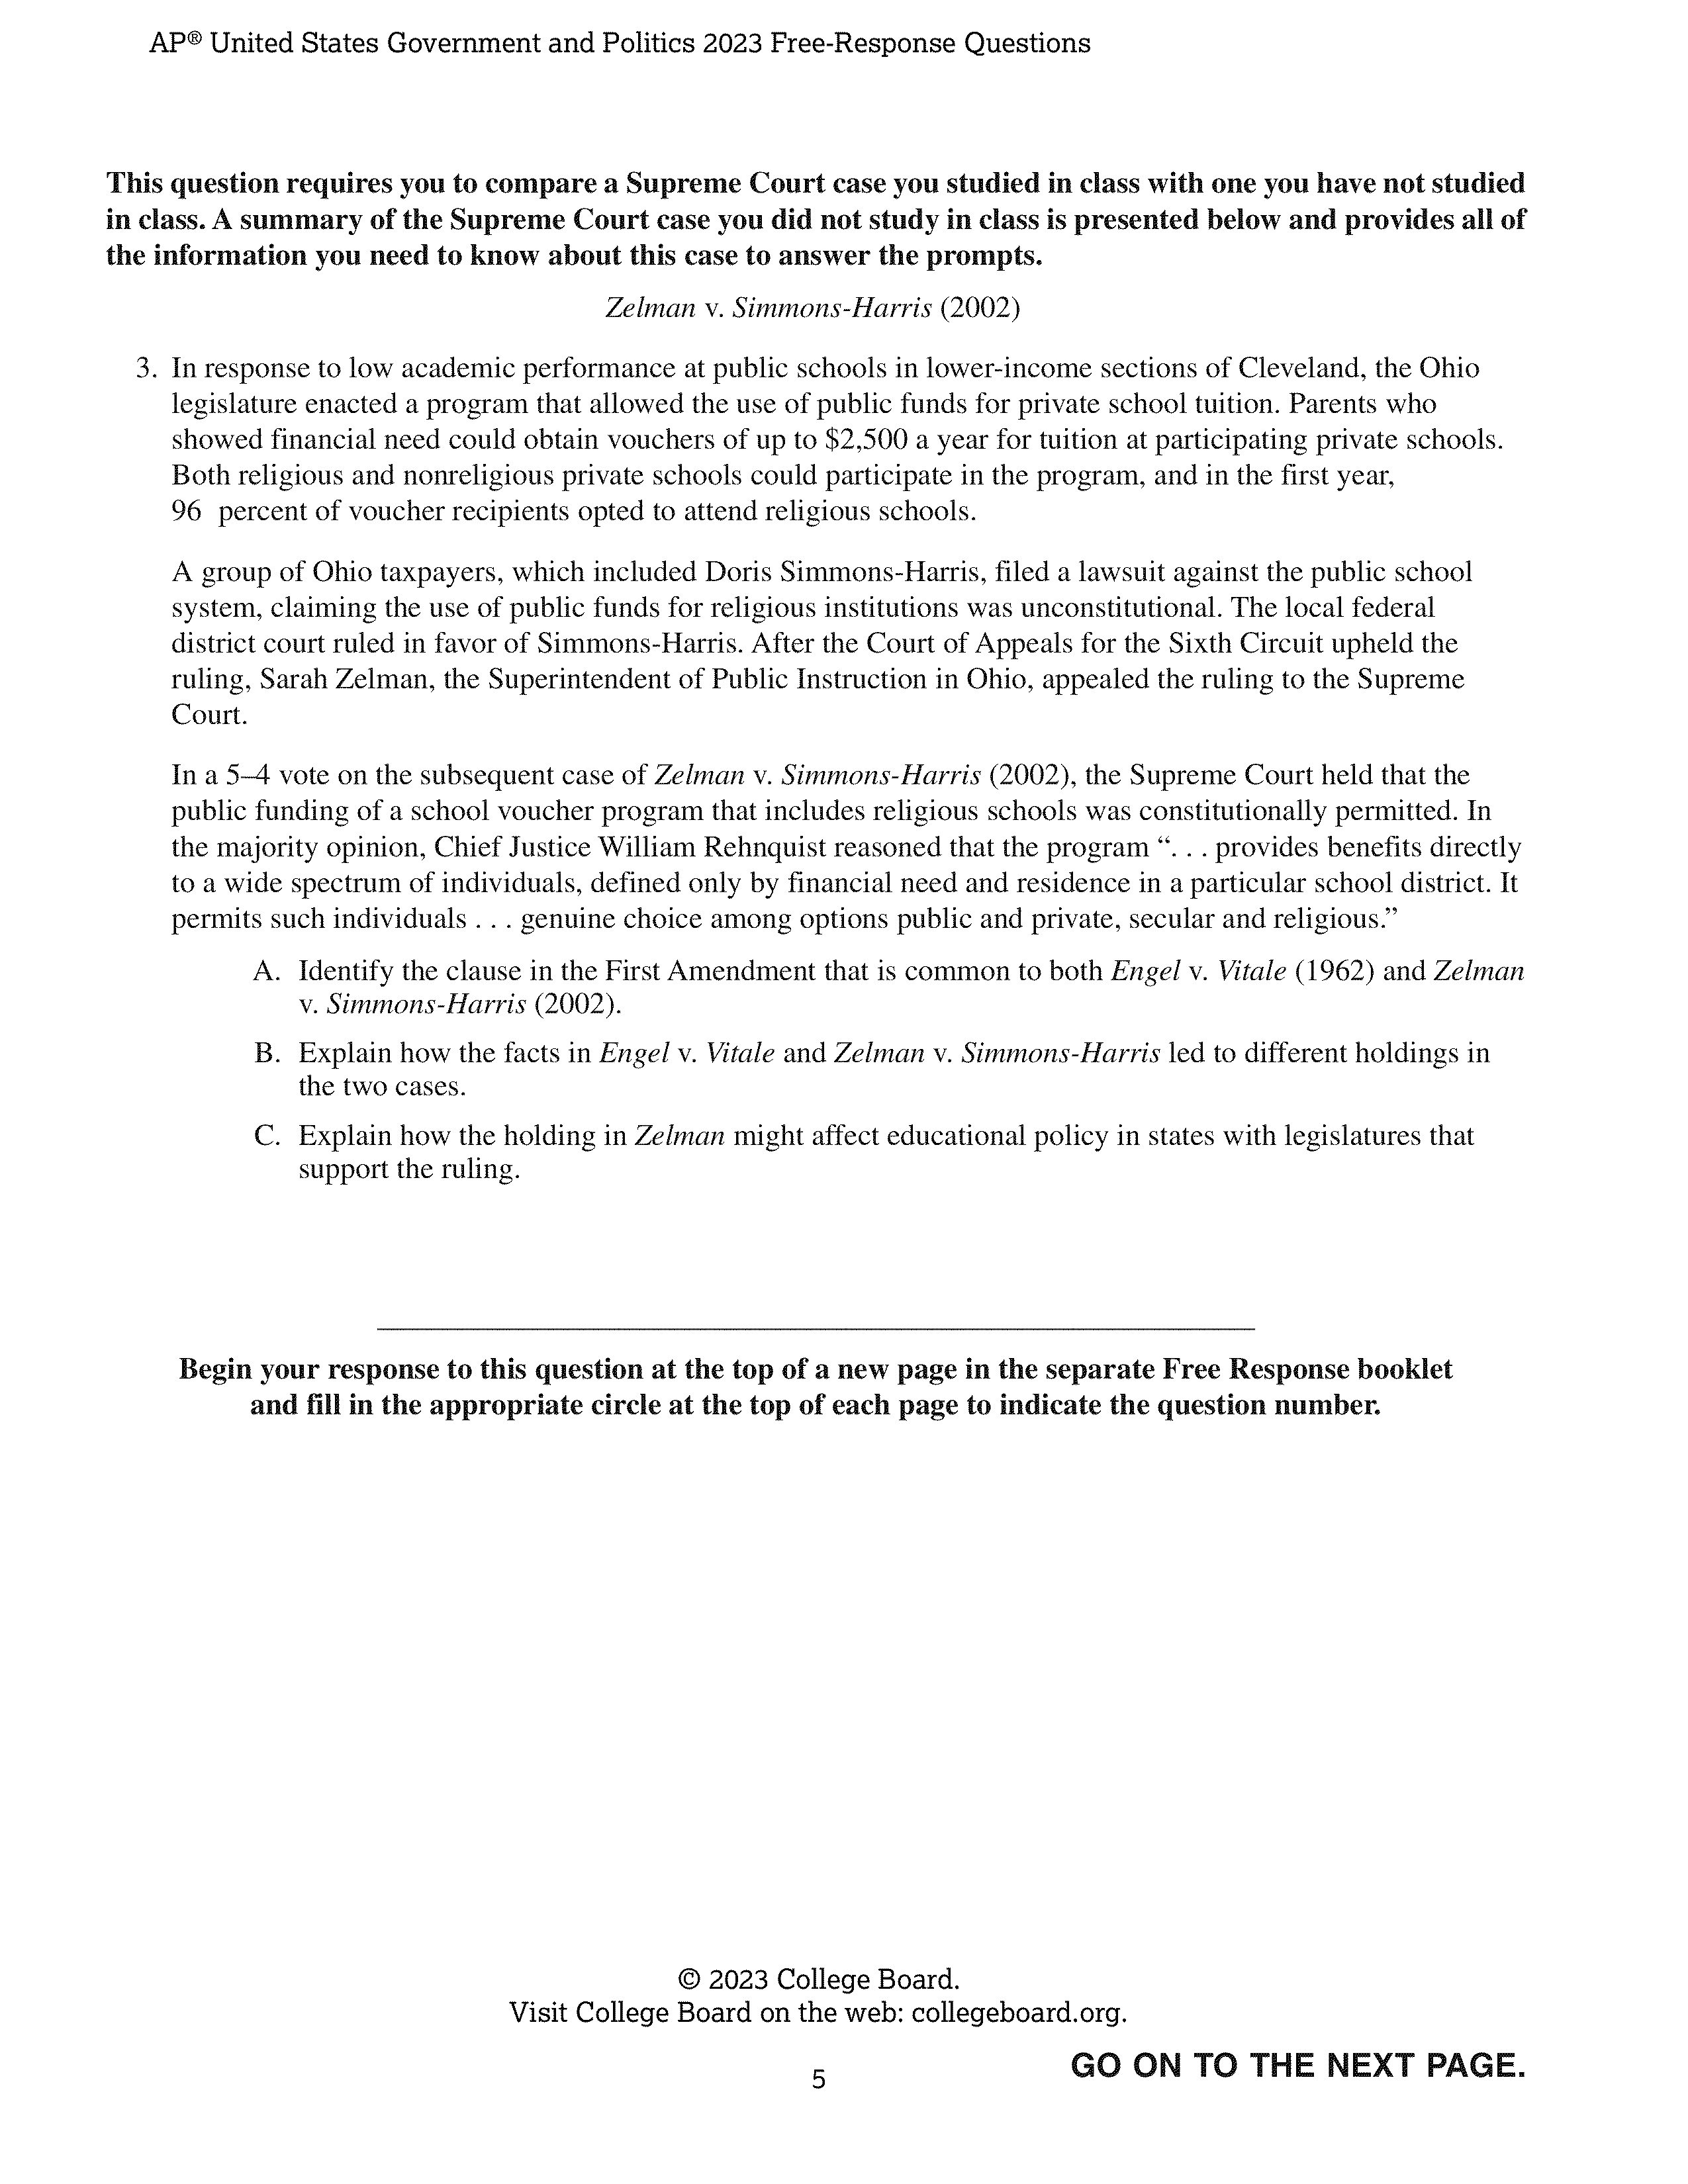 AP® United States Government and Politics 2023 Free-Response Questions
This question requires you to compare a Supreme Court case you studied in class with one you have not studied
in class. A summary of the Supreme Court case you did not study in class is presented below and provides all of
the information you need to know about this case to answer the prompts.
Zelman v. Simmons-Harris (2002)
3. In response to low academic performance at public schools in lower-income sections of Cleveland, the Ohio
legislature enacted a program that allowed the use of public funds for private school tuition. Parents who
showed financial need could obtain vouchers of up to $2,500 a year for tuition at participating private schools.
Both religious and nonreligious private schools could participate in the program, and in the first year,
96 percent of voucher recipients opted to attend religious schools.
A group of Ohio taxpayers, which included Doris Simmons-Harris, filed a lawsuit against the public school
system, claiming the use of public funds for religious institutions was unconstitutional. The local federal
district court ruled in favor of Simmons-Harris. After the Court of Appeals for the Sixth Circuit upheld the
ruling, Sarah Zelman, the Superintendent of Public Instruction in Ohio, appealed the ruling to the Supreme
Court.
In a 5–4 vote on the subsequent case of Zelman v. Simmons-Harris (2002), the Supreme Court held that the
public funding of a school voucher program that includes religious schools was constitutionally permitted. In
the majority opinion, Chief Justice William Rehnquist reasoned that the program “. . . provides benefits directly
to a wide spectrum of individuals, defined only by financial need and residence in a particular school district. It
permits such individuals . . . genuine choice among options public and private, secular and religious.”
A. Identify the clause in the First Amendment that is common to both Engel v. Vitale (1962) and Zelman
v. Simmons-Harris (2002).
B. Explain how the facts in Engel v. Vitale and Zelman v. Simmons-Harris led to different holdings in
the two cases.
C. Explain how the holding in Zelman might affect educational policy in states with legislatures that
support the ruling.
Begin your response to this question at the top of a new page in the separate Free Response booklet
and fill in the appropriate circle at the top of each page to indicate the question number.
© 2023 College Board.
Visit College Board on the web: collegeboard.org.
GO ON TO THE NEXT PAGE.
5